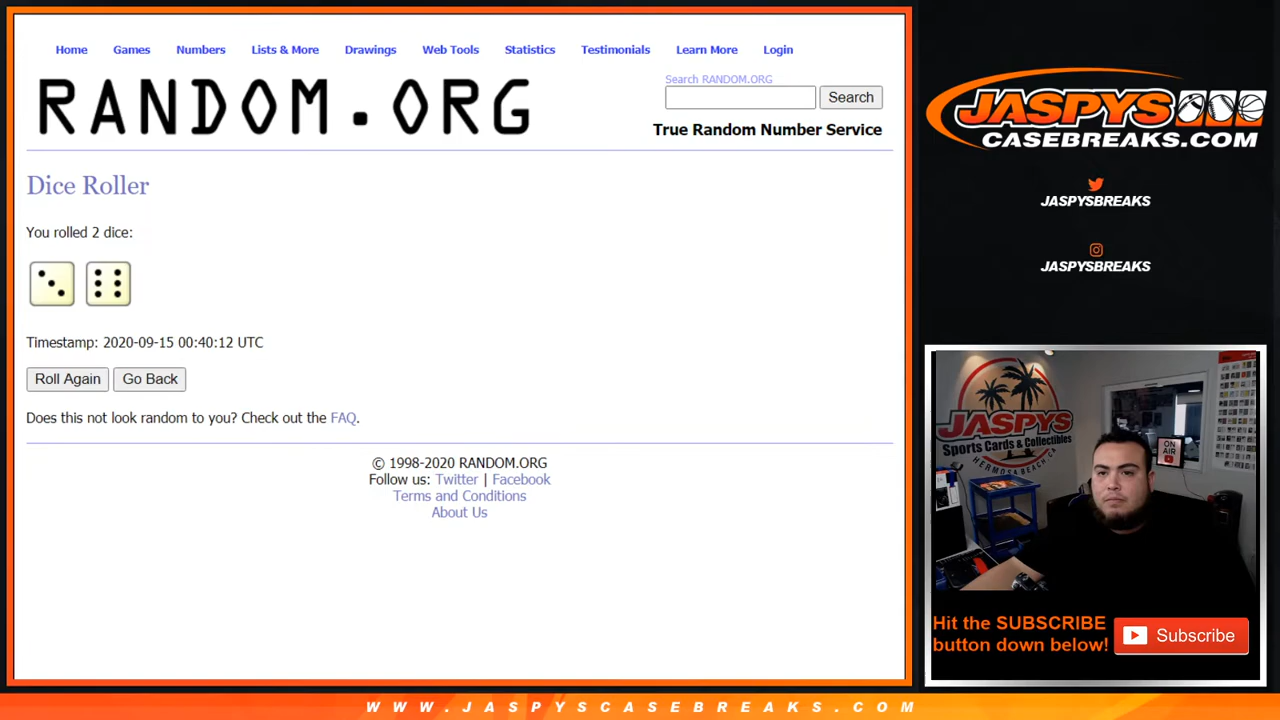 Home Games Numbers Lists & More Drawings Web Tools Statistics Testimonials Learn More Login
RANDOM.ORG
Search RANDOM.ORG
Search
True Random Number Service
Dice Roller
You rolled 2 dice:
Timestamp: 2020-09-15 00:40:12 UTC
Roll Again Go Back
Does this not look random to you? Check out the FAQ.
© 1998-2020 RANDOM.ORG
Follow us: Twitter | Facebook
Terms and Conditions
About Us
JASPYS
CASEBREAKS.COM
JASPYSBREAKS
JASPYSBREAKS
JASPYS
Sports Cards & Collectibles
HERMOSA BEACH, CA
ON
AIR
Hit the SUBSCRIBE
button down below!
Subscribe
WWW.JASPYSCASEBREAKS.COM